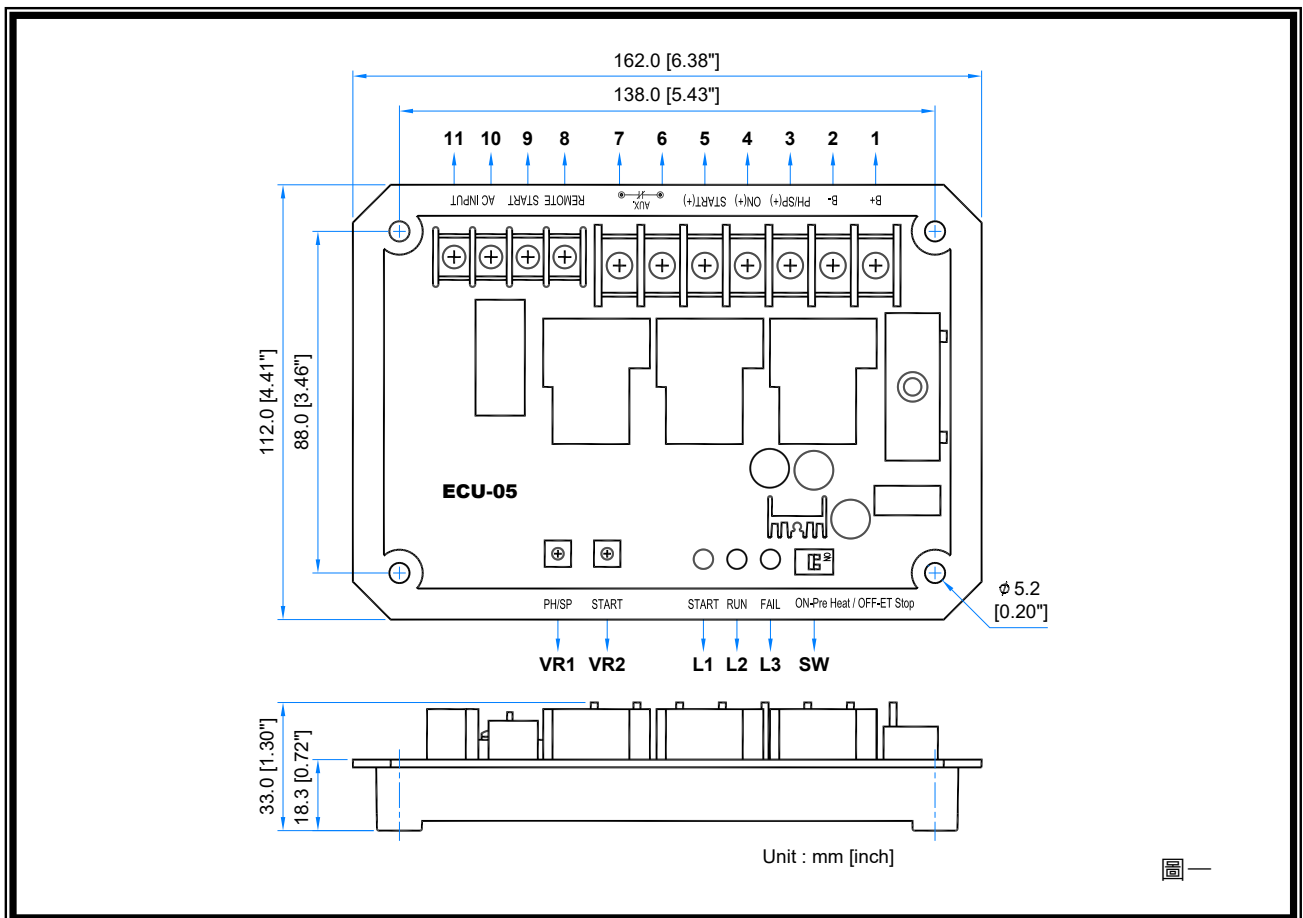 162.0 [6.38"]
138.0 [5.43"]
11 10 9 8 7 6 5 4 3 2 1
AC INPUT REMOTE START AUX. START(+) ON(+) PH/SP(+) B- B+
112.0 [4.41"]
88.0 [3.46"]
ECU-05
ON
PH/SP START START RUN FAIL ON-Pre Heat / OFF-ET Stop
VR1 VR2 L1 L2 L3 SW
ϕ 5.2
[0.20"]
33.0 [1.30"]
18.3 [0.72"]
Unit : mm [inch]
圖一